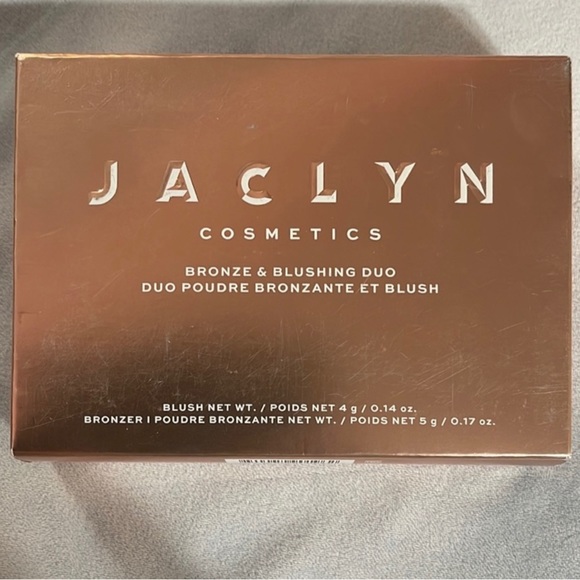 JACLYN
COSMETICS
BRONZE & BLUSHING DUO
DUO POUDRE BRONZANTE ET BLUSH
BLUSH NET WT. / POIDS NET 4 g / 0.14 oz.
BRONZER | POUDRE BRONZANTE NET WT. / POIDS NET 5 g / 0.17 oz.